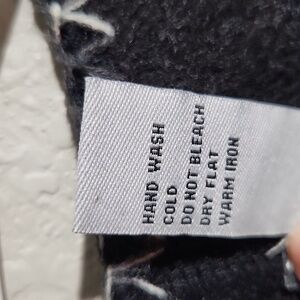 HAND WASH
COLD
DO NOT BLEACH
DRY FLAT
WARM IRON